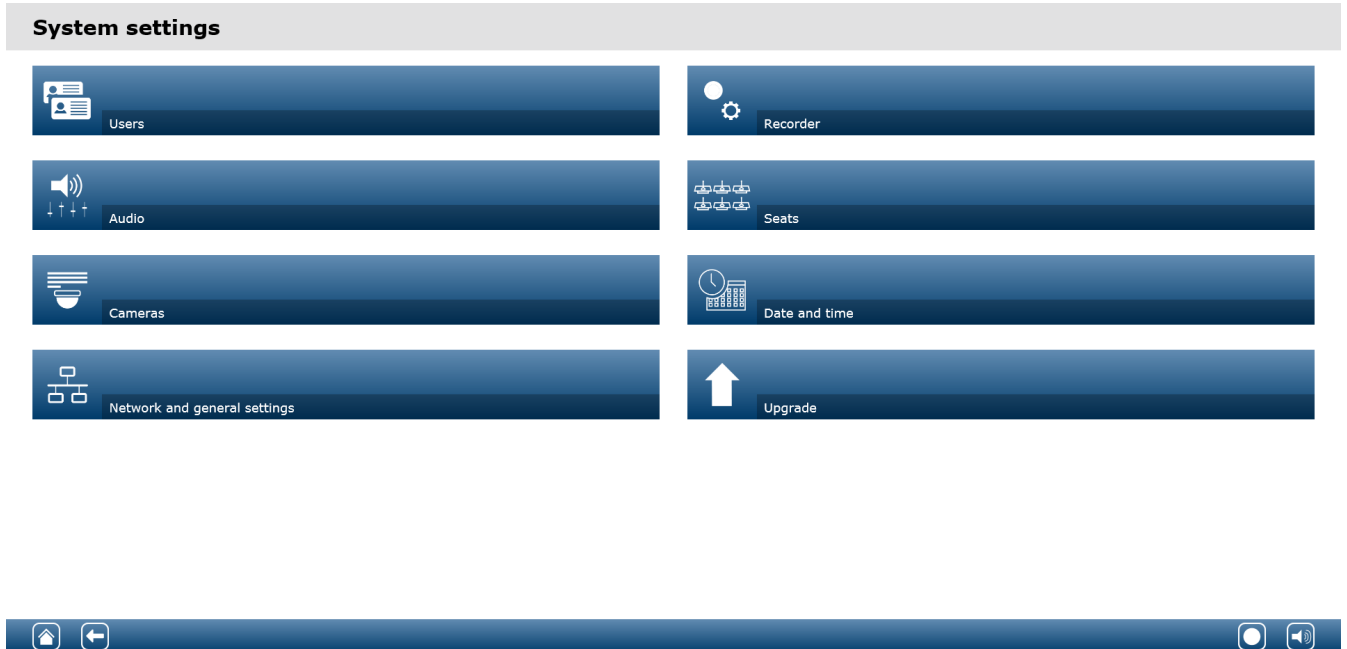 System settings
Users
Recorder
Audio
Seats
Cameras
Date and time
Network and general settings
Upgrade